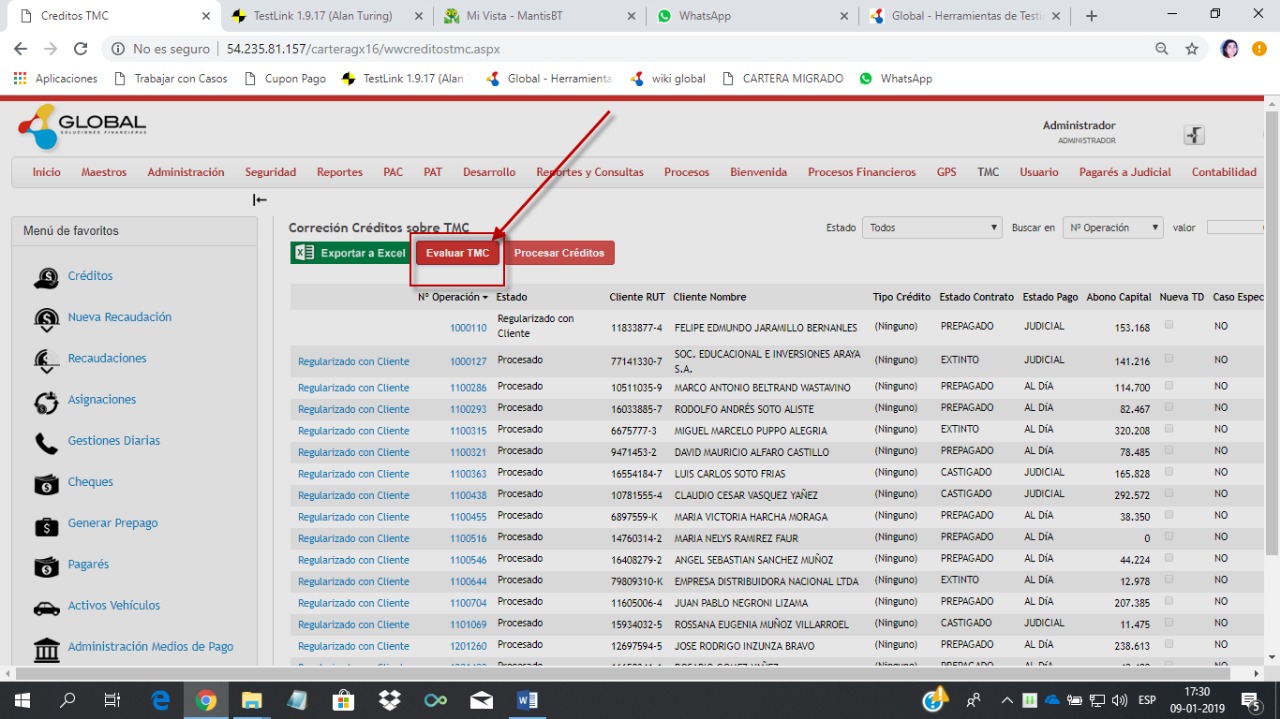 Creditos TMC
TestLink 1.9.17 (Alan Turing)
Mi Vista - MantisBT
WhatsApp
Global - Herramientas de Testi
No es seguro | 54.235.81.157/carteragx16/wwcreditostmc.aspx
Aplicaciones Trabajar con Casos Cupon Pago TestLink 1.9.17 (Alan Global - Herramienta wiki global CARTERA MIGRADO WhatsApp
GLOBAL
SOLUCIONES FINANCIERAS
Administrador
ADMINISTRADOR
Inicio Maestros Administración Seguridad Reportes PAC PAT Desarrollo Reportes y Consultas Procesos Bienvenida Procesos Financieros GPS TMC Usuario Pagarés a Judicial Contabilidad
Menú de favoritos
Créditos
Nueva Recaudación
Recaudaciones
Asignaciones
Gestiones Diarias
Cheques
Generar Prepago
Pagarés
Activos Vehículos
Administración Medios de Pago
Correción Créditos sobre TMC
Estado Todos Buscar en Nº Operación valor
Exportar a Excel Evaluar TMC Procesar Créditos
Nº Operación Estado Cliente RUT Cliente Nombre Tipo Crédito Estado Contrato Estado Pago Abono Capital Nueva TD Caso Espec
1000110 Regularizado con Cliente 11833877-4 FELIPE EDMUNDO JARAMILLO BERNANLES (Ninguno) PREPAGADO JUDICIAL 153.168 NO
Regularizado con Cliente 1000127 Procesado 77141330-7 SOC. EDUCACIONAL E INVERSIONES ARAYA S.A. (Ninguno) EXTINTO JUDICIAL 141.216 NO
Regularizado con Cliente 1100286 Procesado 10511035-9 MARCO ANTONIO BELTRAND WASTAVINO (Ninguno) PREPAGADO AL DÍA 114.700 NO
Regularizado con Cliente 1100293 Procesado 16033885-7 RODOLFO ANDRÉS SOTO ALISTE (Ninguno) PREPAGADO AL DÍA 82.467 NO
Regularizado con Cliente 1100315 Procesado 6675777-3 MIGUEL MARCELO PUPPO ALEGRIA (Ninguno) EXTINTO AL DÍA 320.208 NO
Regularizado con Cliente 1100321 Procesado 9471453-2 DAVID MAURICIO ALFARO CASTILLO (Ninguno) PREPAGADO AL DÍA 78.485 NO
Regularizado con Cliente 1100363 Procesado 16554184-7 LUIS CARLOS SOTO FRIAS (Ninguno) CASTIGADO JUDICIAL 165.828 NO
Regularizado con Cliente 1100438 Procesado 10781555-4 CLAUDIO CESAR VASQUEZ YAÑEZ (Ninguno) CASTIGADO JUDICIAL 292.572 NO
Regularizado con Cliente 1100455 Procesado 6897559-K MARIA VICTORIA HARCHA MORAGA (Ninguno) PREPAGADO AL DÍA 38.350 NO
Regularizado con Cliente 1100516 Procesado 14760314-2 MARIA NELYS RAMIREZ FAUR (Ninguno) PREPAGADO AL DÍA 0 NO
Regularizado con Cliente 1100546 Procesado 16408279-2 ANGEL SEBASTIAN SANCHEZ MUÑOZ (Ninguno) PREPAGADO AL DÍA 44.224 NO
Regularizado con Cliente 1100644 Procesado 79809310-K EMPRESA DISTRIBUIDORA NACIONAL LTDA (Ninguno) EXTINTO AL DÍA 12.978 NO
Regularizado con Cliente 1100704 Procesado 11605006-4 JUAN PABLO NEGRONI LIZAMA (Ninguno) PREPAGADO AL DÍA 207.385 NO
Regularizado con Cliente 1101069 Procesado 15934032-5 ROSSANA EUGENIA MUÑOZ VILLARROEL (Ninguno) CASTIGADO JUDICIAL 11.475 NO
Regularizado con Cliente 1201260 Procesado 12697594-5 JOSE RODRIGO INZUNZA BRAVO (Ninguno) PREPAGADO AL DÍA 238.613 NO
ESP
17:30
09-01-2019
5